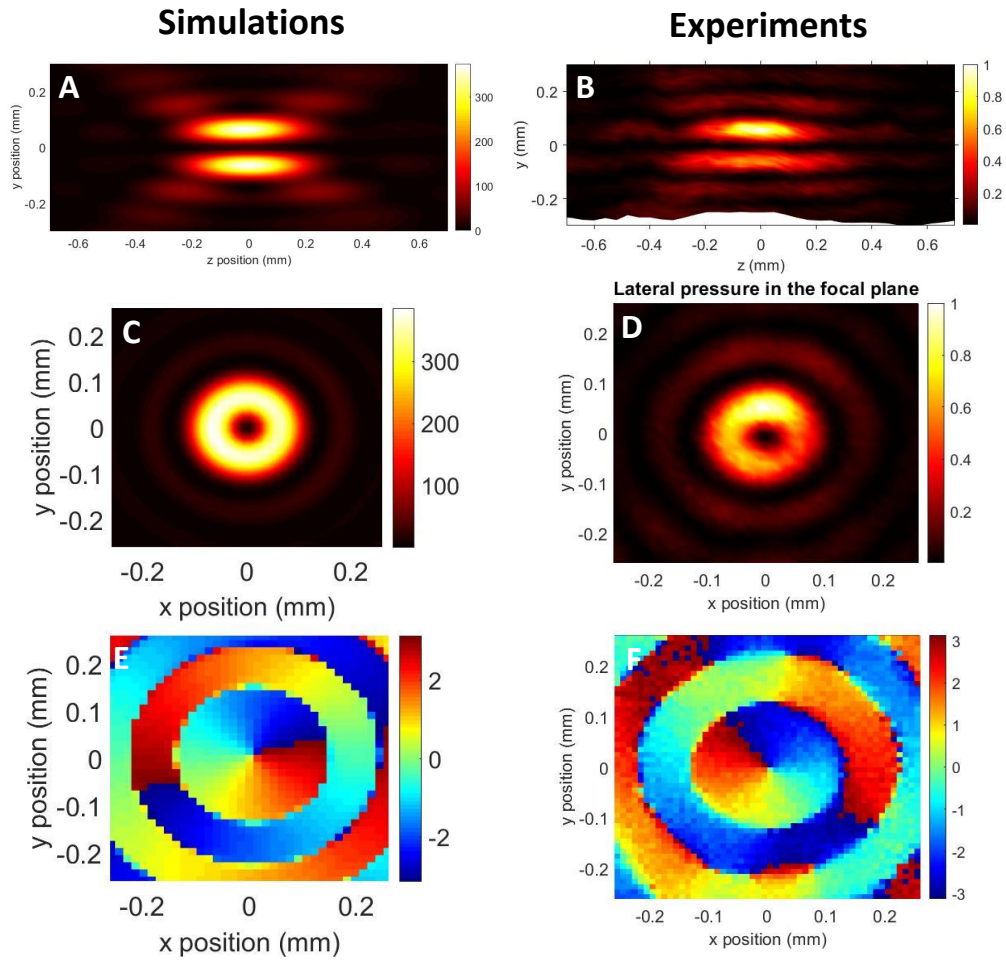 Simulations
Experiments
A
y position (mm)
0.2
0
-0.2
-0.6 -0.4 -0.2 0 0.2 0.4 0.6
z position (mm)
300
200
100
0
B
y (mm)
0.2
0
-0.2
-0.6 -0.4 -0.2 0 0.2 0.4 0.6
z (mm)
1
0.8
0.6
0.4
0.2
C
y position (mm)
0.2
0.1
0
-0.1
-0.2
-0.2 0 0.2
x position (mm)
300
200
100
Lateral pressure in the focal plane
D
y position (mm)
0.2
0.1
0
-0.1
-0.2
-0.2 -0.1 0 0.1 0.2
x position (mm)
1
0.8
0.6
0.4
0.2
E
y position (mm)
0.2
0.1
0
-0.1
-0.2
-0.2 0 0.2
x position (mm)
2
0
-2
F
y position (mm)
0.2
0.1
0
-0.1
-0.2
-0.2 -0.1 0 0.1 0.2
x position (mm)
3
2
1
0
-1
-2
-3